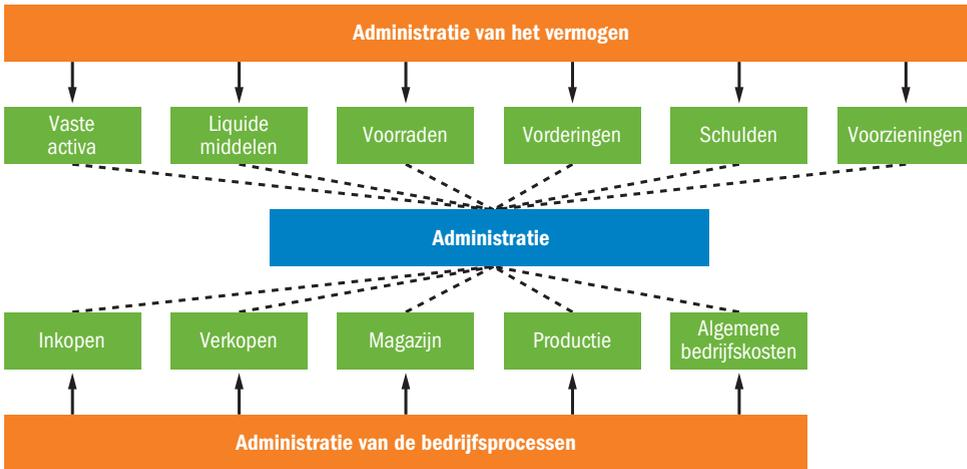 Administratie van het vermogen
Vaste
activa
Liquide
middelen
Voorraden
Vorderingen
Schulden
Voorzieningen
Administratie
Inkopen
Verkopen
Magazijn
Productie
Algemene
bedrijfskosten
Administratie van de bedrijfsprocessen